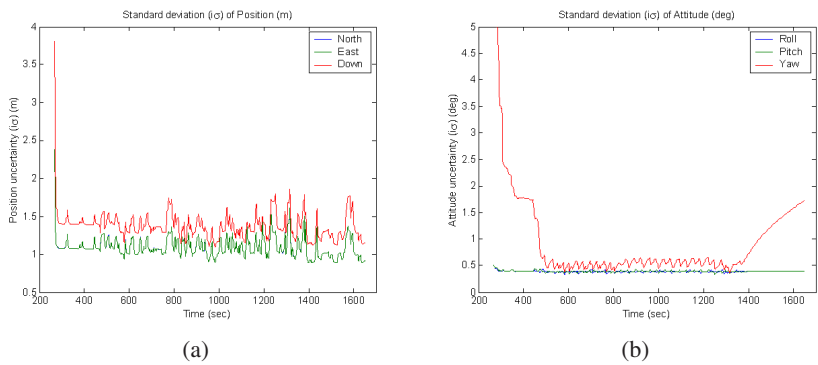 Standard deviation (iσ) of Position (m)
4
3.5
3
2.5
2
1.5
1
0.5
Position uncertainty (iσ) (m)
North
East
Down
200 400 600 800 1000 1200 1400 1600
Time (sec)
(a)
Standard deviation (iσ) of Attitude (deg)
5
4.5
4
3.5
3
2.5
2
1.5
1
0.5
0
Attitude uncertainty (iσ) (deg)
Roll
Pitch
Yaw
200 400 600 800 1000 1200 1400 1600
Time (sec)
(b)